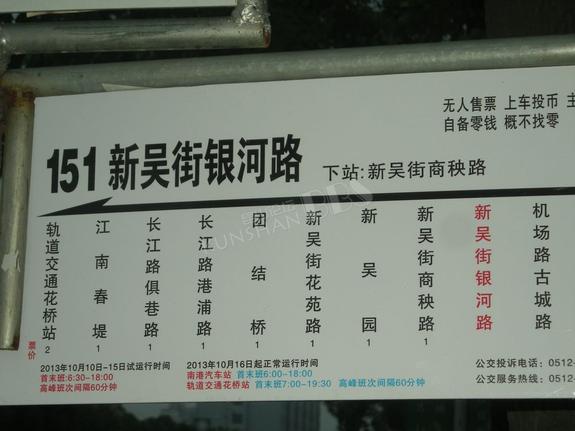 无人售票 上车投币
自备零钱 概不找零
151 新吴街银河路 下站:新吴街商秧路
轨道交通花桥站
江南春堤
长江路俱巷路
长江路港浦路
团结桥
新吴街花苑路
新吴园
新吴街商秧路
新吴街银河路
机场路古城路
票价 2 1 1 1 1 1 1 1
2013年10月10日-15日试运行时间
首末班:6:30-18:00
高峰班次间隔60分钟
2013年10月16日起正常运行时间
南港汽车站 首末班6:00-18:00
轨道交通花桥站 首末班7:00-19:30 高峰班次间隔60分钟
公交投诉电话:0512-
公交服务热线:0512-